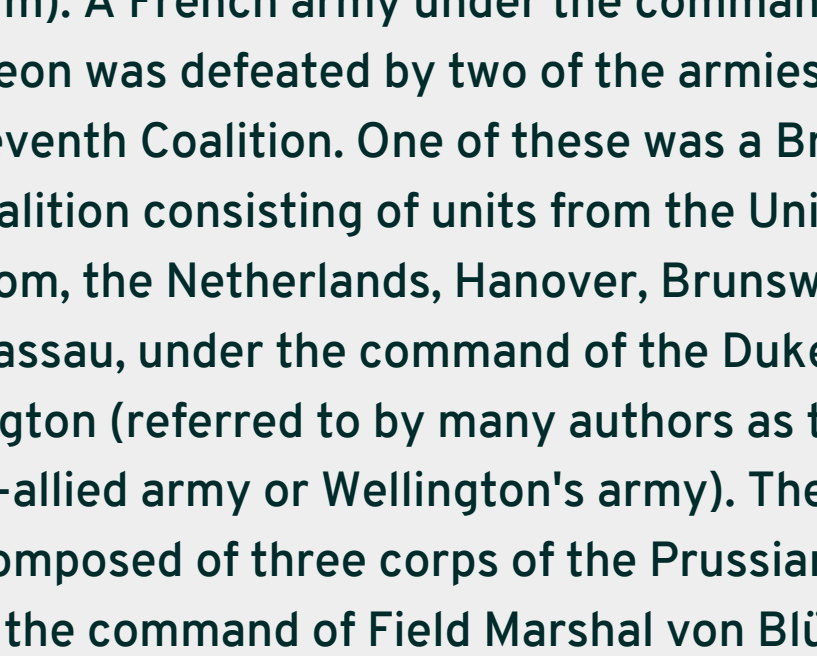 m). A French army under the comman
eon was defeated by two of the armies
eventh Coalition. One of these was a Br
alition consisting of units from the Uni
om, the Netherlands, Hanover, Brunsw
assau, under the command of the Duke
gton (referred to by many authors as t
-allied army or Wellington's army). The
omposed of three corps of the Prussian
the command of Field Marshal von Blü